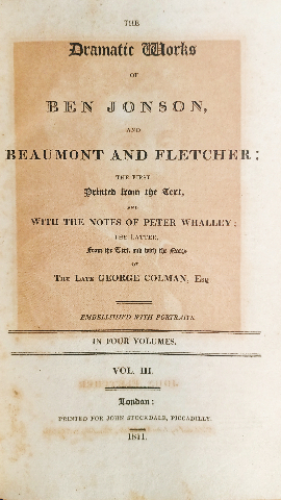 THE
Dramatic Works
OF
BEN JONSON,
AND
BEAUMONT AND FLETCHER:
THE FIRST
Printed from the Text,
AND
WITH THE NOTES OF PETER WHALLEY;
THE LATTER,
From the Text, and with the Notes
OF
THE LATE GEORGE COLMAN, Esq
EMBELLISH'D WITH PORTRAITS.
IN FOUR VOLUMES.
VOL. III.
London:
PRINTED FOR JOHN STOCKDALE, PICCADILLY.
1811.